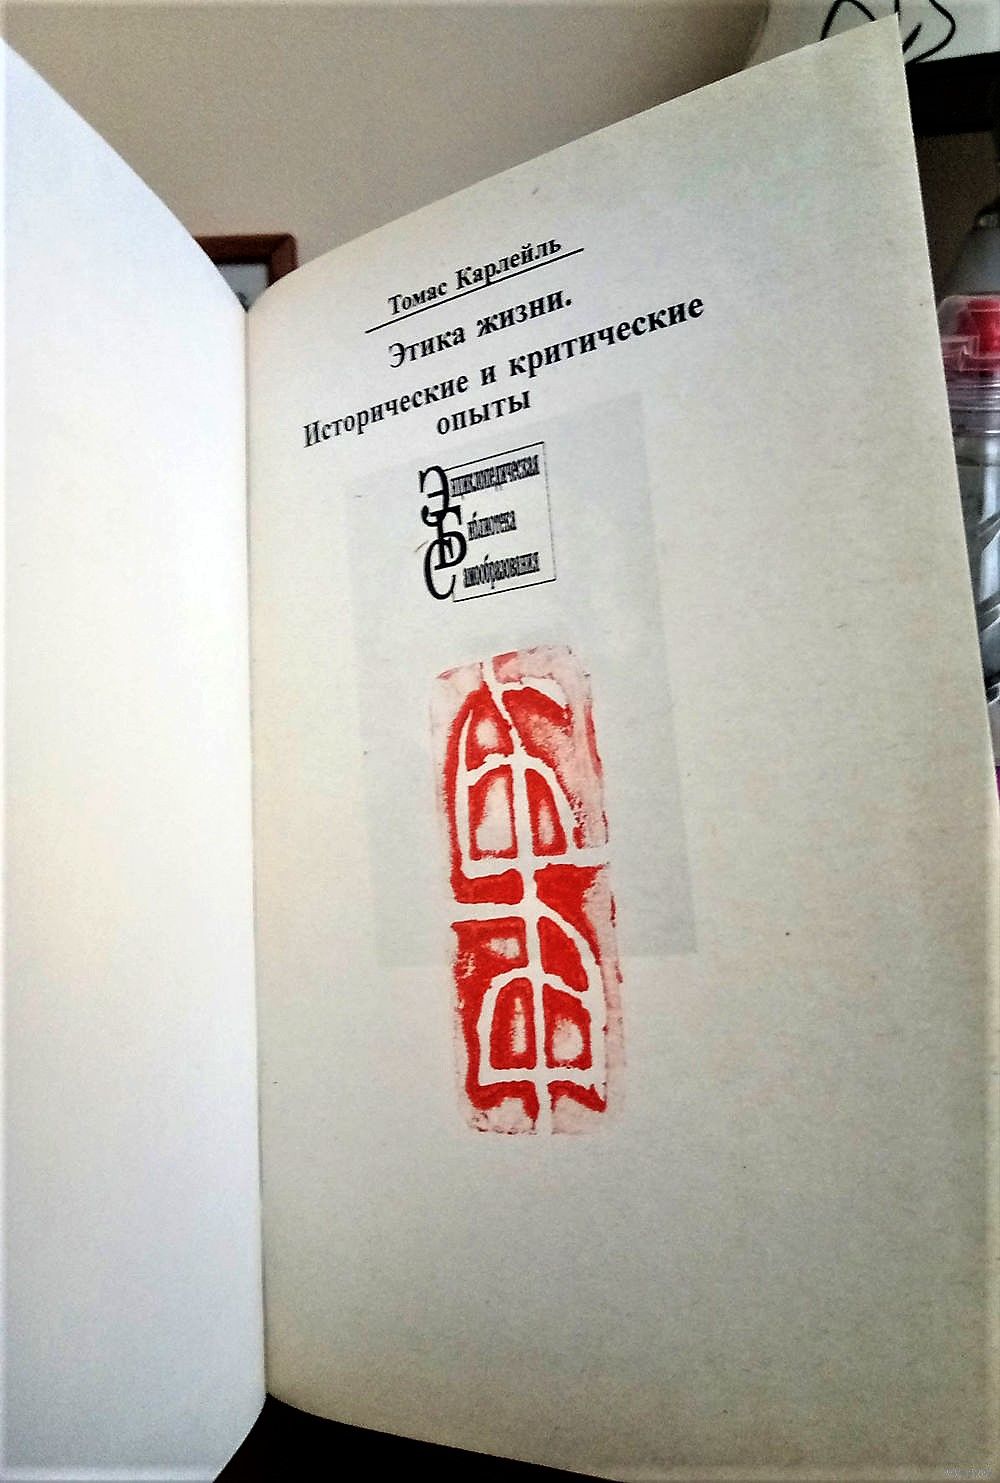 Томас Карлейль
Этика жизни.
Исторические и критические
опыты
Энциклопедическая
Библиотека
Самообразования